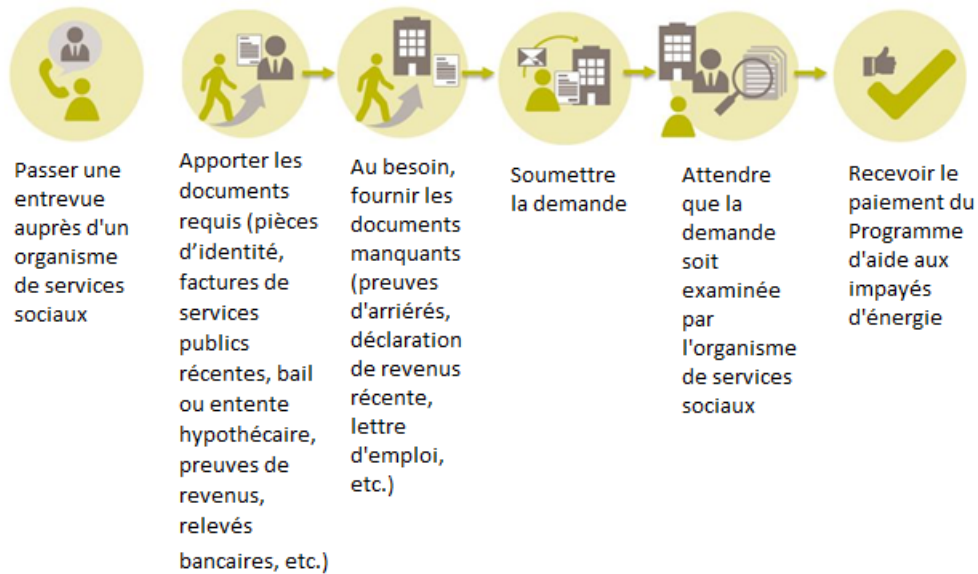 Passer une
entrevue
auprès d'un
organisme
de services
sociaux
Apporter les
documents
requis (pièces
d’identité,
factures de
services
publics
récentes, bail
ou entente
hypothécaire,
preuves de
revenus,
relevés
bancaires, etc.)
Au besoin,
fournir les
documents
manquants
(preuves
d'arriérés,
déclaration
de revenus
récente,
lettre
d'emploi,
etc.)
Soumettre
la demande
Attendre
que la
demande
soit
examinée
par
l'organisme
de services
sociaux
Recevoir le
paiement du
Programme
d'aide aux
impayés
d'énergie